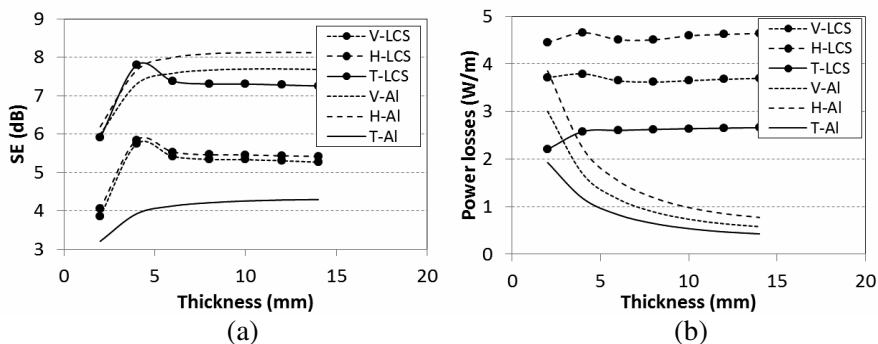 9
8
7
6
5
4
3
SE (dB)
V-LCS
H-LCS
T-LCS
V-Al
H-Al
T-Al
0 5 10 15 20
Thickness (mm)
(a)
5
4
3
2
1
0
Power losses (W/m)
V-LCS
H-LCS
T-LCS
V-Al
H-Al
T-Al
0 5 10 15 20
Thickness (mm)
(b)